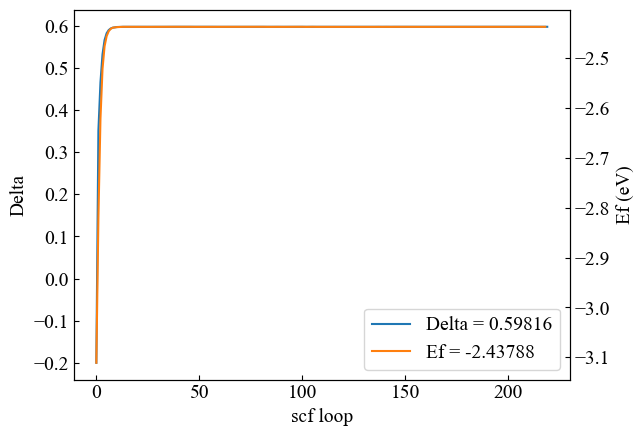 0.6
0.5
0.4
0.3
0.2
0.1
0.0
−0.1
−0.2
Delta
−2.5
−2.6
−2.7
−2.8
−2.9
−3.0
−3.1
Ef (eV)
Delta = 0.59816
Ef = -2.43788
0 50 100 150 200
scf loop